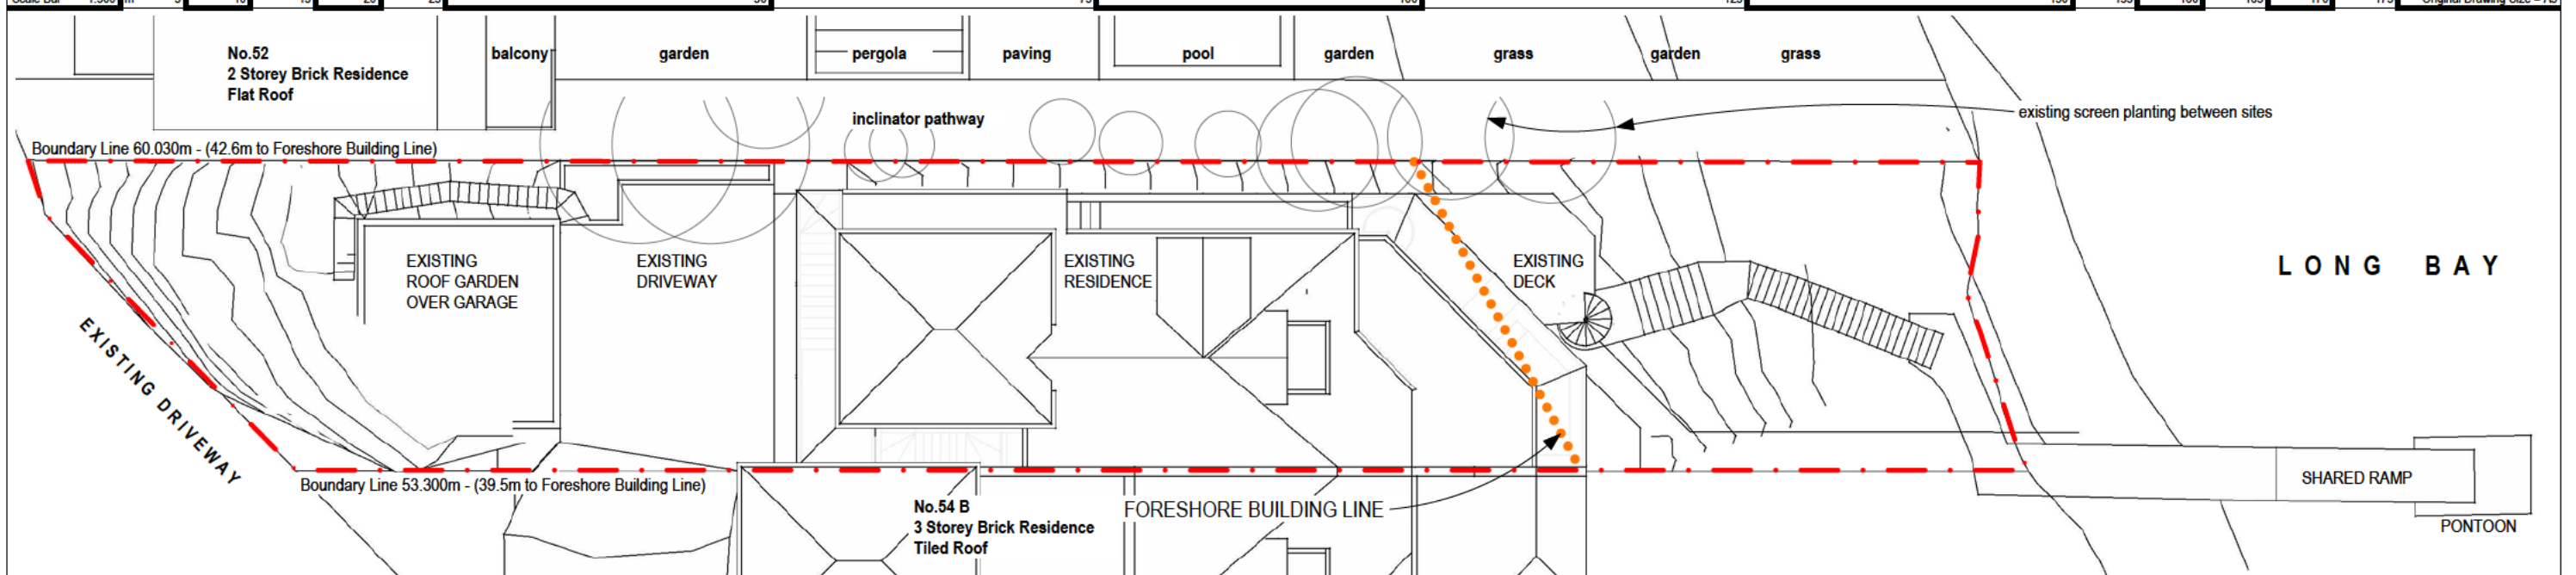 No.52
2 Storey Brick Residence
Flat Roof
balcony
garden
pergola
paving
pool
garden
grass
garden
grass
inclinator pathway
existing screen planting between sites
Boundary Line 60.030m - (42.6m to Foreshore Building Line)
EXISTING
ROOF GARDEN
OVER GARAGE
EXISTING
DRIVEWAY
EXISTING
RESIDENCE
EXISTING
DECK
LONG BAY
EXISTING DRIVEWAY
Boundary Line 53.300m - (39.5m to Foreshore Building Line)
No.54 B
3 Storey Brick Residence
Tiled Roof
FORESHORE BUILDING LINE
SHARED RAMP
PONTOON